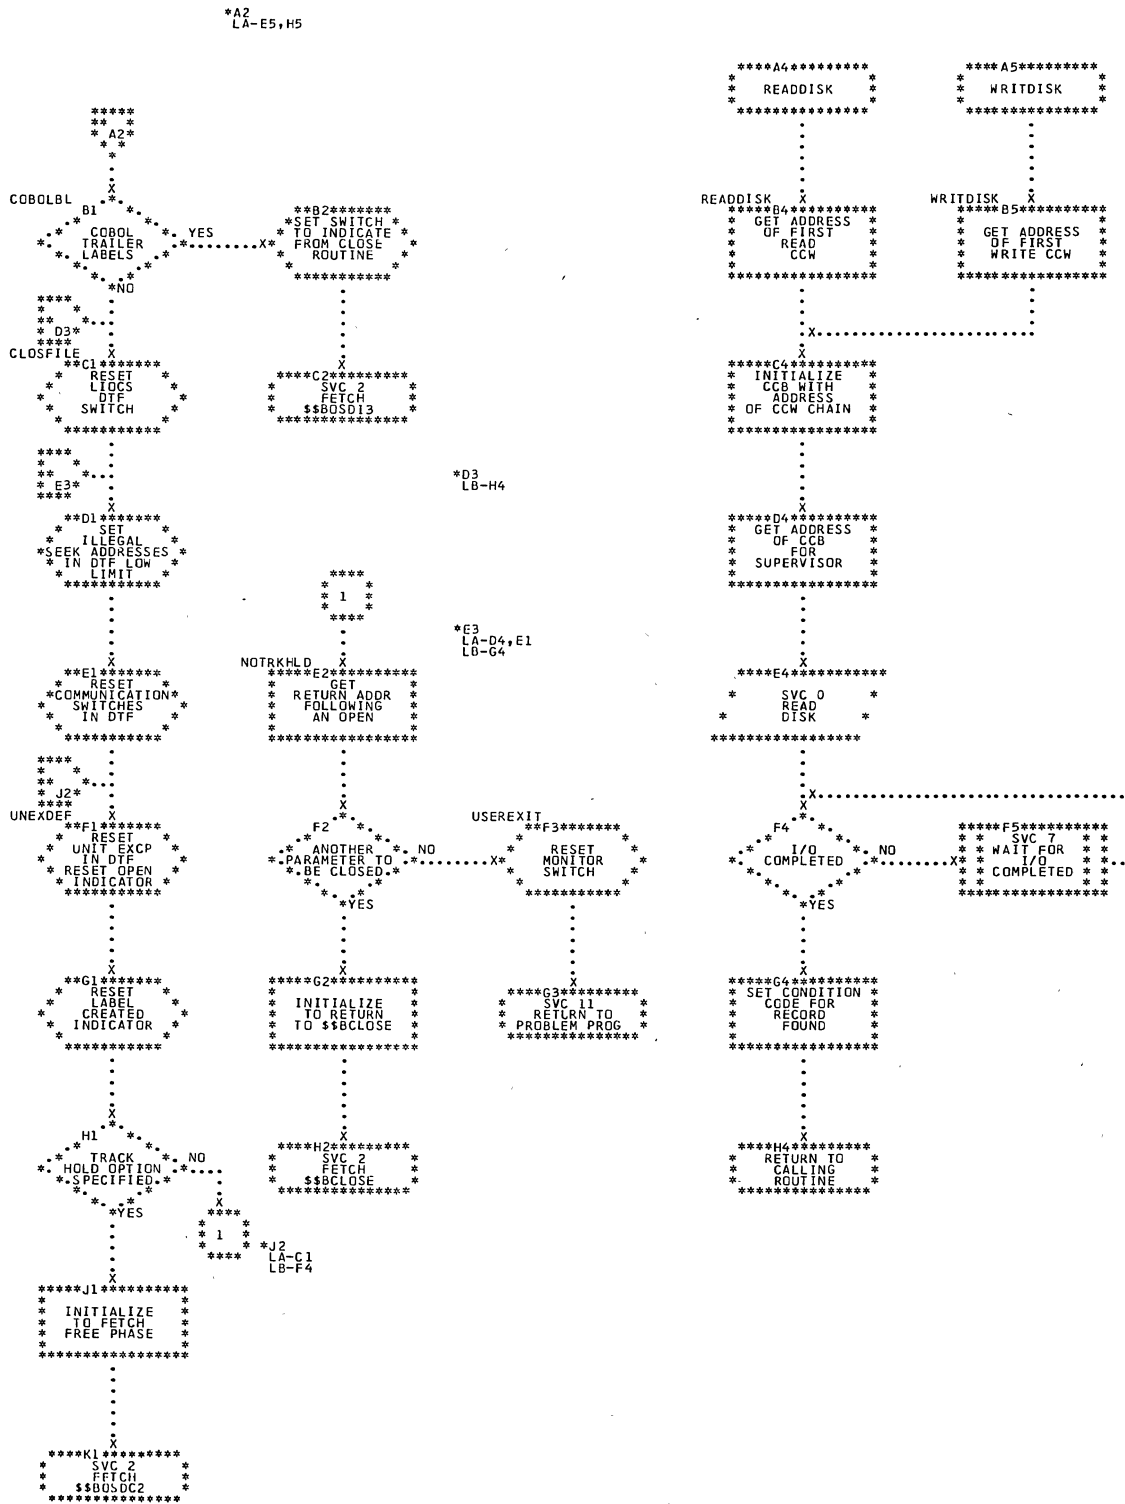 *A2
LA-E5,H5
****A4*********
READDISK
****A5*********
WRITDISK
A2*
COBOLBL
B1
COBOL
TRAILER
LABELS
YES
*NO
**B2*******
SET SWITCH
TO INDICATE
FROM CLOSE
ROUTINE
READDISK
*****B4**********
GET ADDRESS
OF FIRST
READ
CCW
WRITDISK
*****B5**********
GET ADDRESS
OF FIRST
WRITE CCW
D3*
CLOSFILE
**C1*******
RESET
LIOCS
DTF
SWITCH
****C2*********
SVC 2
FETCH
$$BOSDI3
*****C4**********
INITIALIZE
CCB WITH
ADDRESS
OF CCW CHAIN
E3*
*D3
LB-H4
**D1*******
SET
ILLEGAL
SEEK ADDRESSES
IN DTF LOW
LIMIT
*****D4**********
GET ADDRESS
OF CCB
FOR
SUPERVISOR
1
*E3
LA-D4,E1
LB-G4
**E1*******
RESET
COMMUNICATION
SWITCHES
IN DTF
NOTRKHLD
*****E2**********
GET
RETURN ADDR
FOLLOWING
AN OPEN
****E4*********
SVC 0
READ
DISK
J2*
UNEXDEF
**F1*******
RESET
UNIT EXCP
IN DTF
RESET OPEN
INDICATOR
F2
ANOTHER
PARAMETER TO
BE CLOSED
NO
*YES
USEREXIT
**F3*******
RESET
MONITOR
SWITCH
F4
I/O
COMPLETED
NO
*YES
*****F5**********
SVC 7
WAIT FOR
I/O
COMPLETED
**G1*******
RESET
LABEL
CREATED
INDICATOR
*****G2**********
INITIALIZE
TO RETURN
TO $$BCLOSE
****G3*********
SVC 11
RETURN TO
PROBLEM PROG
*****G4**********
SET CONDITION
CODE FOR
RECORD
FOUND
H1
TRACK
HOLD OPTION
SPECIFIED
NO
*YES
****H2*********
SVC 2
FETCH
$$BCLOSE
****H4*********
RETURN TO
CALLING
ROUTINE
1
*J2
LA-C1
LB-F4
*****J1**********
INITIALIZE
TO FETCH
FREE PHASE
****K1*********
SVC 2
FETCH
$$BOSDC2